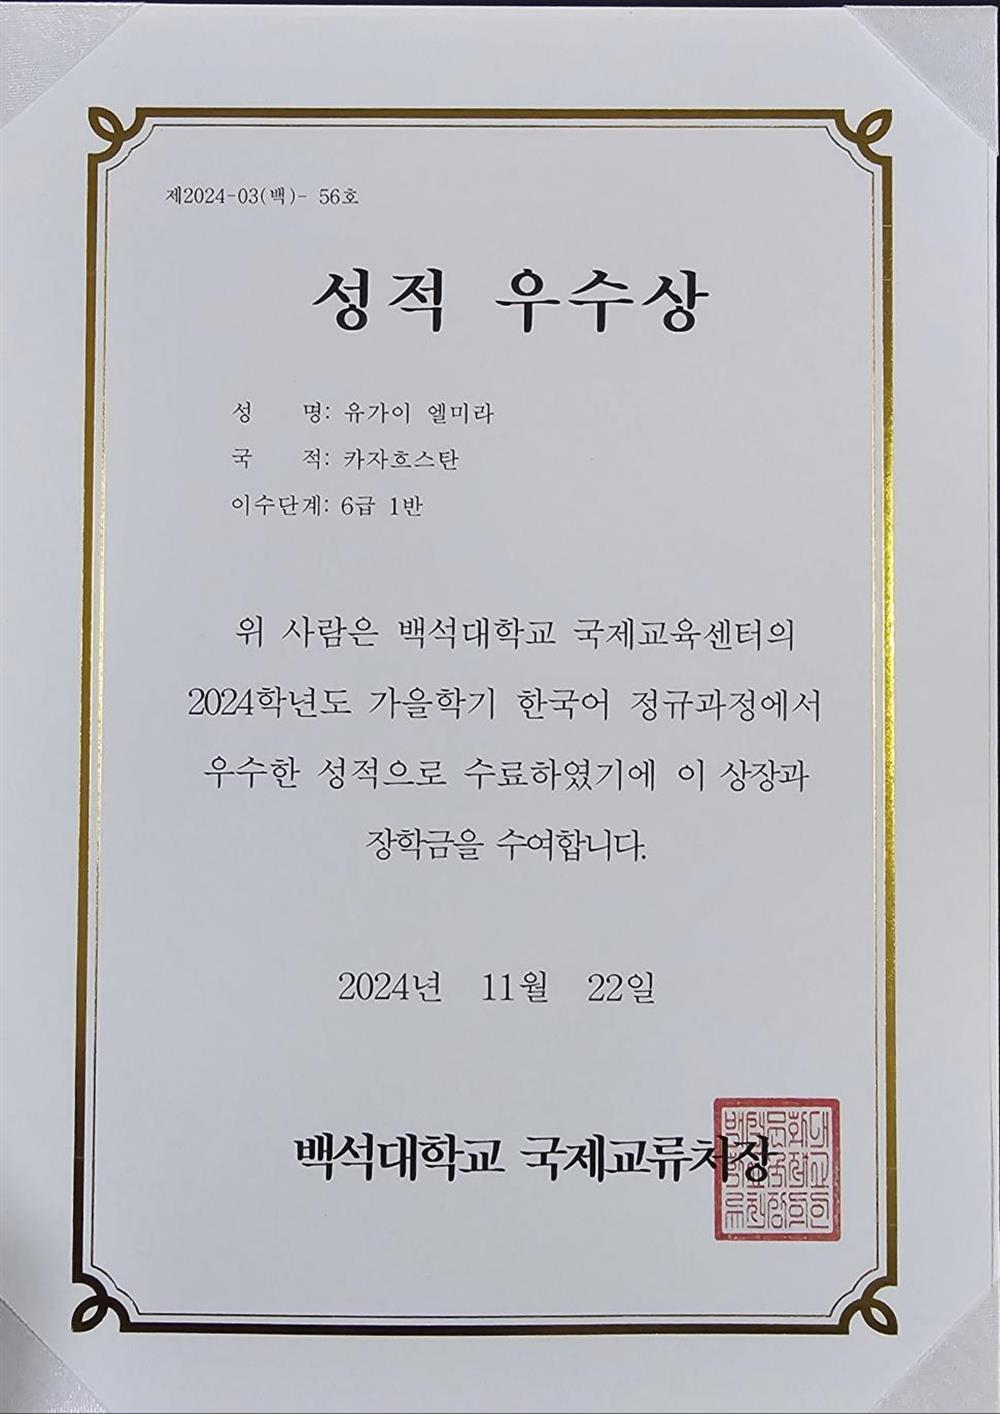 제2024-03(백)- 56호
성적 우수상
성 명: 유가이 엘미라
국 적: 카자흐스탄
이수단계: 6급 1반
위 사람은 백석대학교 국제교육센터의
2024학년도 가을학기 한국어 정규과정에서
우수한 성적으로 수료하였기에 이 상장과
장학금을 수여합니다.
2024년 11월 22일
백석대학교 국제교류처장